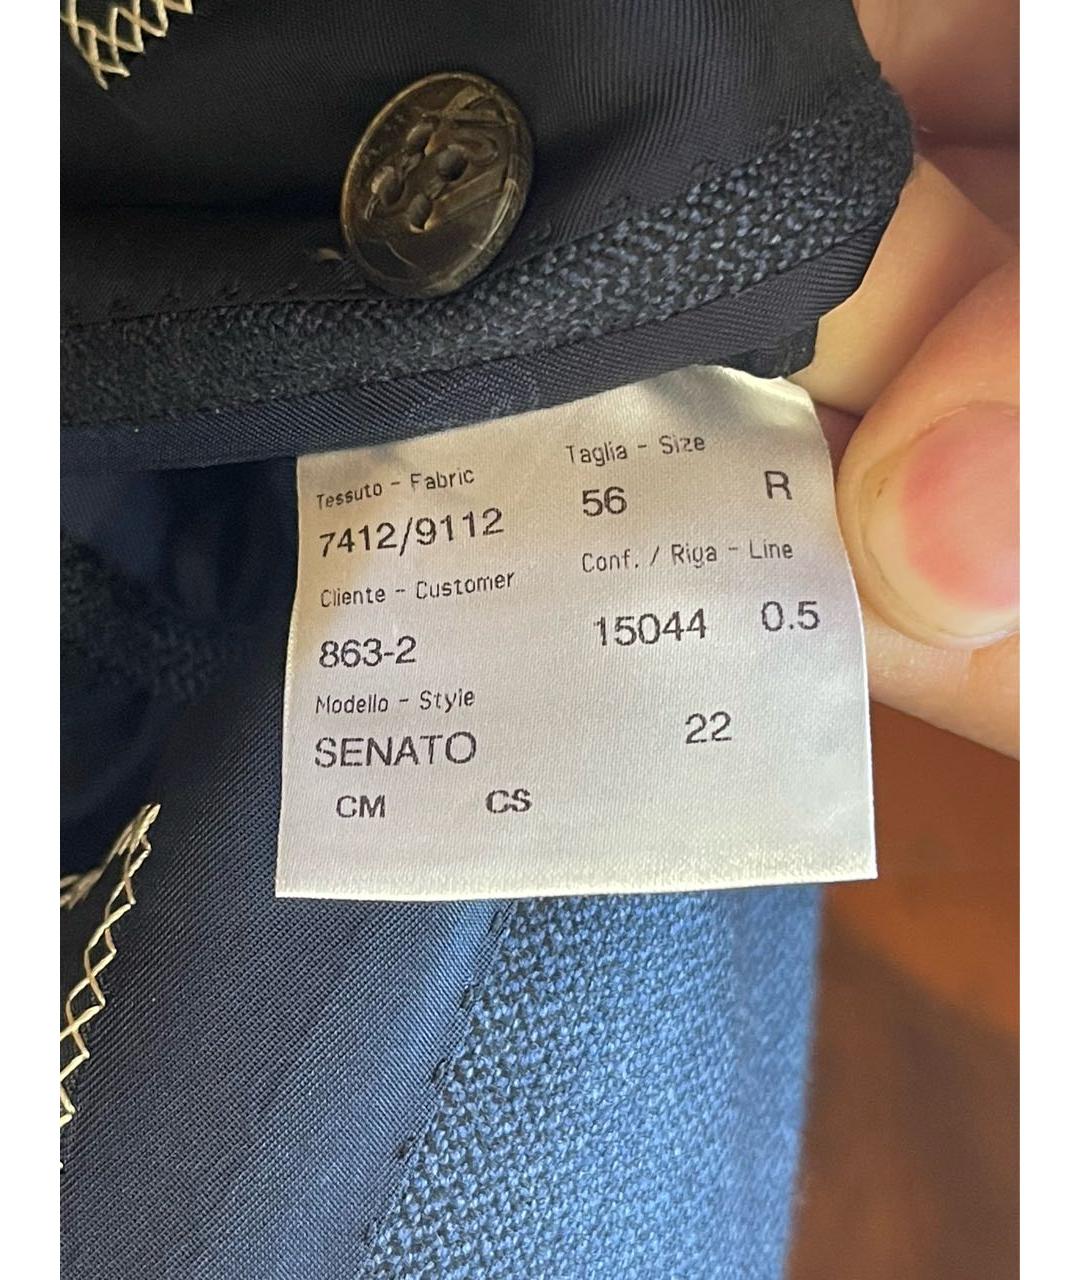 Tessuto - Fabric Taglia - Size
7412/9112 56 R
Cliente - Customer Conf. / Riga - Line
863-2 15044 0.5
Modello - Style
SENATO 22
CM CS